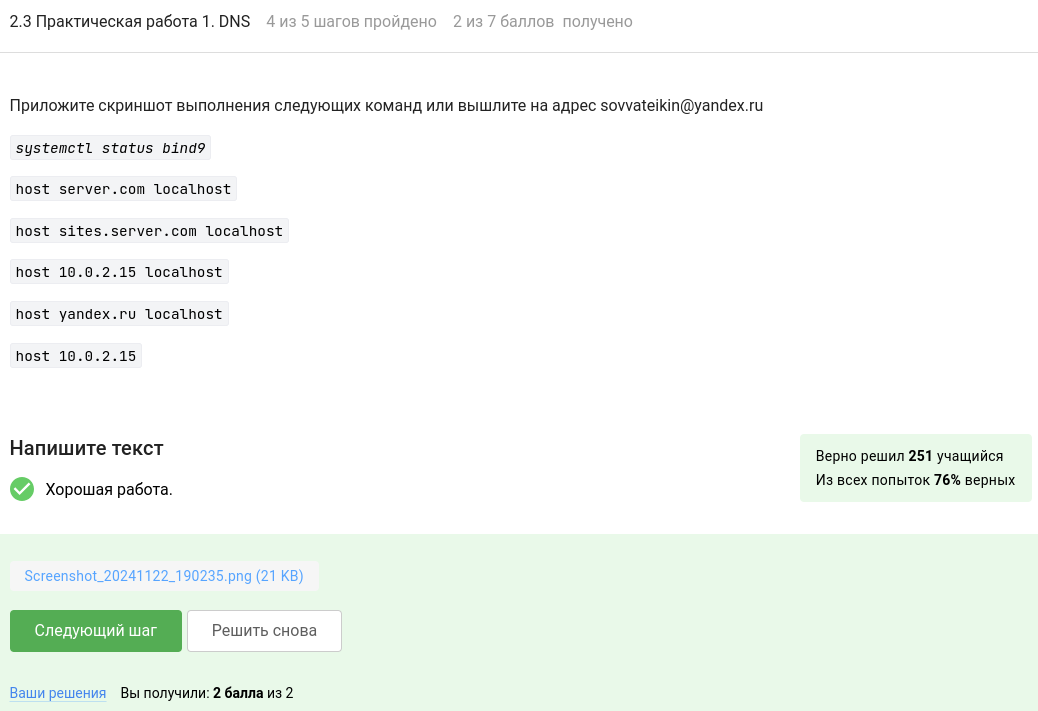 2.3 Практическая работа 1. DNS 4 из 5 шагов пройдено 2 из 7 баллов получено
Приложите скриншот выполнения следующих команд или вышлите на адрес sovvateikin@yandex.ru
systemctl status bind9
host server.com localhost
host sites.server.com localhost
host 10.0.2.15 localhost
host yandex.ru localhost
host 10.0.2.15
Напишите текст
Хорошая работа.
Верно решил 251 учащийся
Из всех попыток 76% верных
Screenshot_20241122_190235.png (21 KB)
Следующий шаг Решить снова
Ваши решения Вы получили: 2 балла из 2